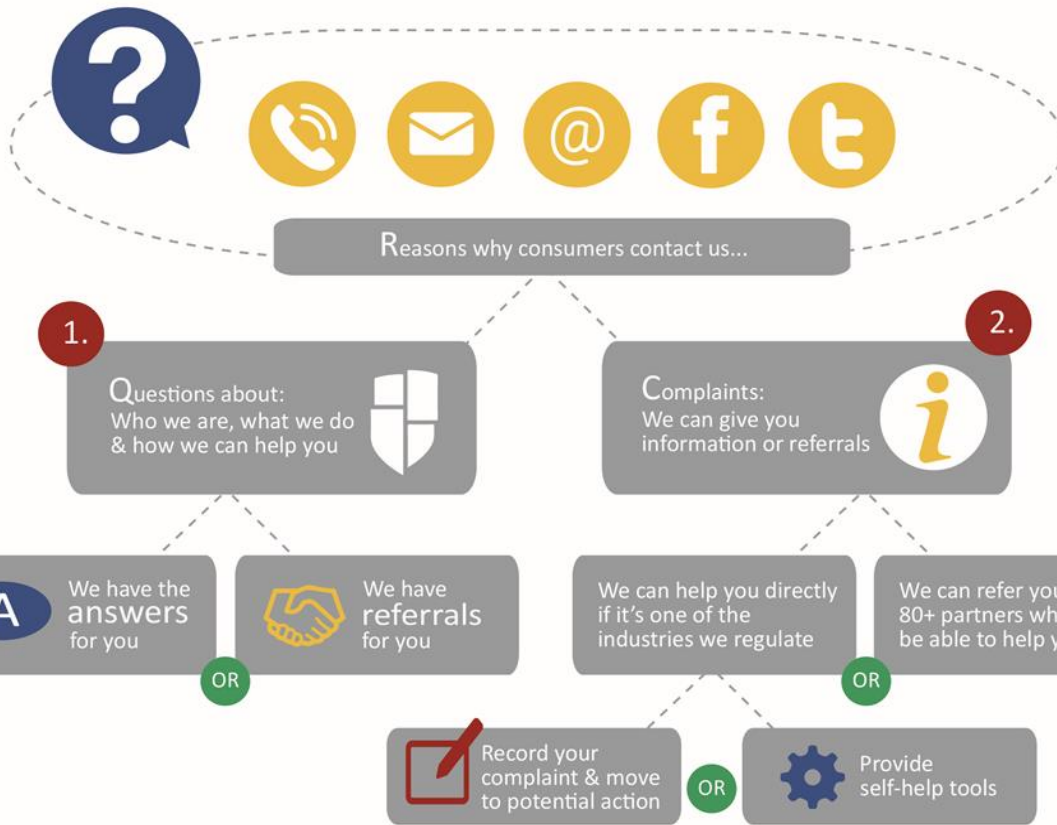 ?
@
f
t
Reasons why consumers contact us...
1.
Questions about:
Who we are, what we do
& how we can help you
2.
Complaints:
We can give you
information or referrals
i
A
We have the
answers
for you
OR
We have
referrals
for you
We can help you directly
if it's one of the
industries we regulate
OR
We can refer you
80+ partners
be able to help
Record your
complaint & move
to potential action
OR
Provide
self-help tools